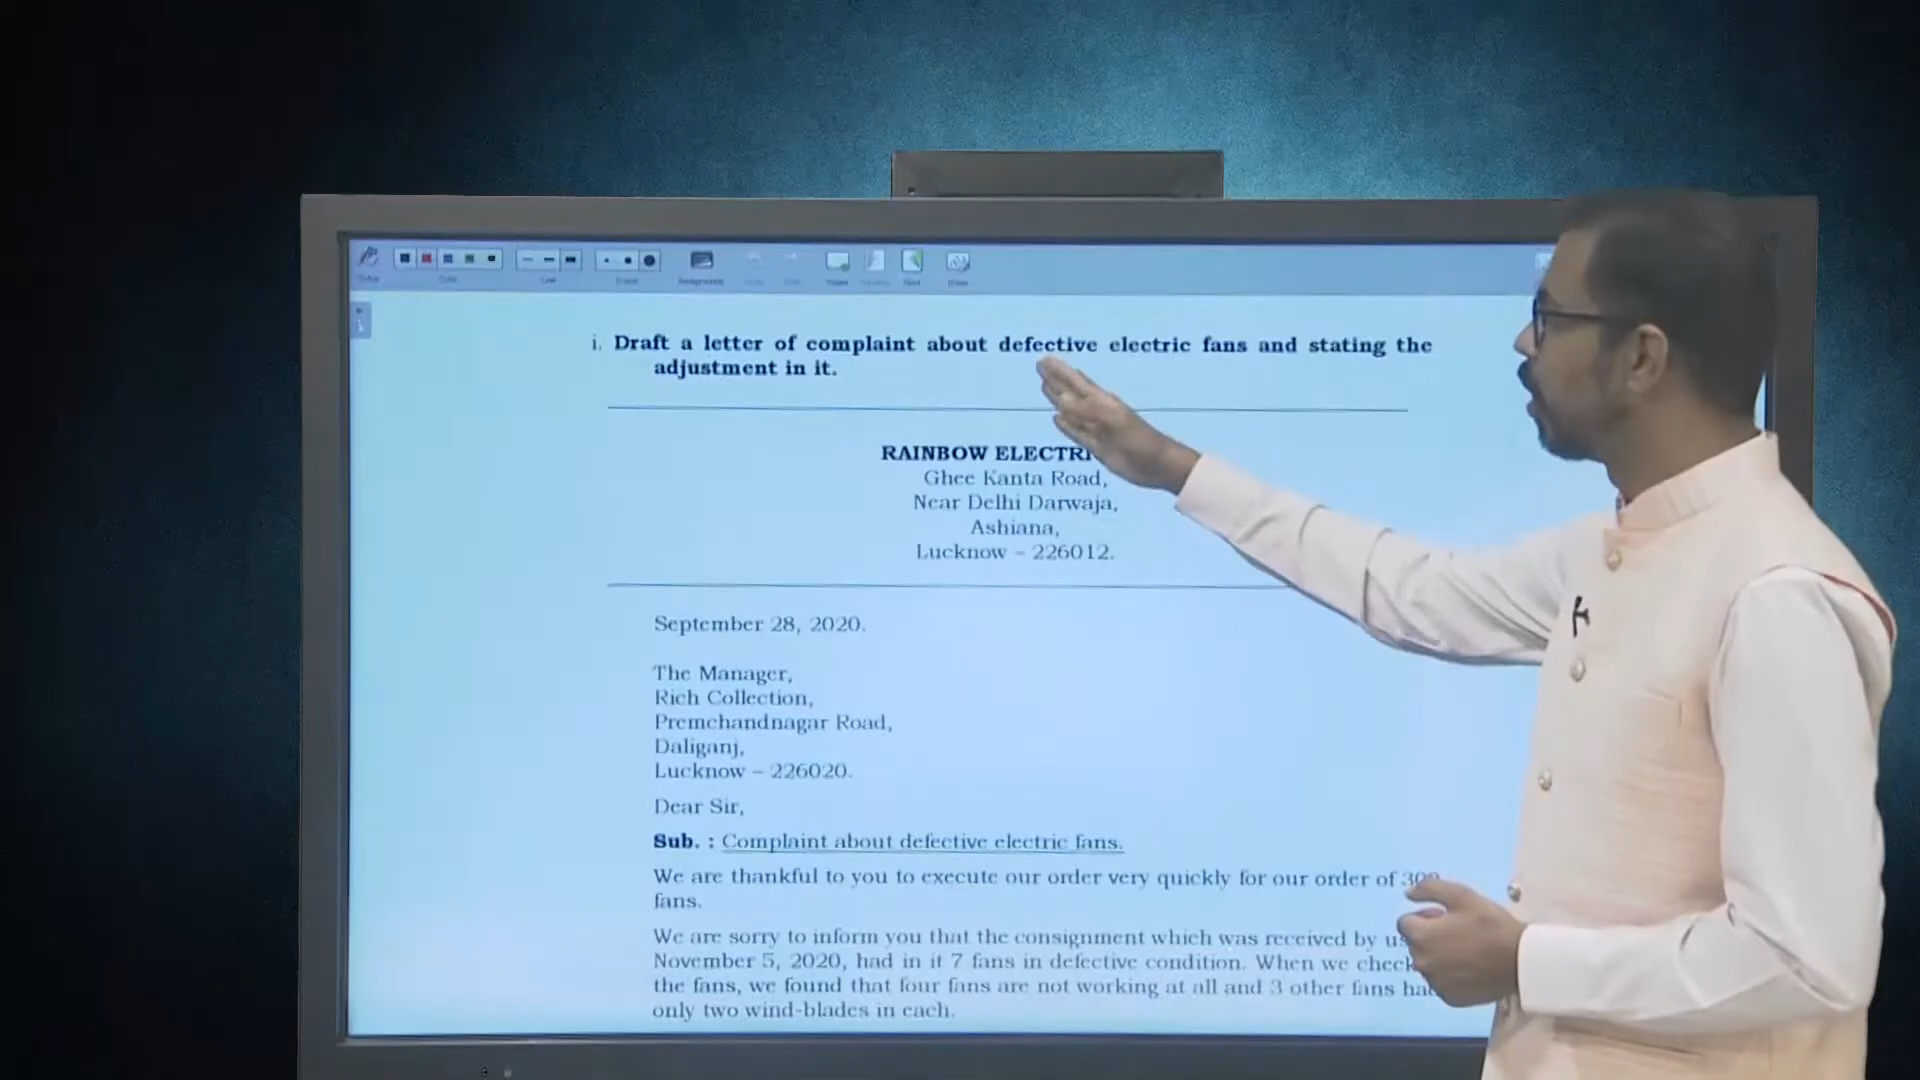 i. Draft a letter of complaint about defective electric fans and stating the
adjustment in it.
RAINBOW
Ghee Kanta Road,
Near Delhi Darwaja,
Ashiana,
Lucknow – 226012.
September 28, 2020.
The Manager,
Rich Collection,
Premchandnagar Road,
Daliganj,
Lucknow – 226020.
Dear Sir,
Sub. : Complaint about defective electric fans.
We are thankful to you to execute our order very quickly for our order of 300
fans.
We are sorry to inform you that the consignment which was received by us
November 5, 2020, had in it 7 fans in defective condition. When we
the fans, we found that four fans are not working at all and 3 other fans
only two wind-blades in each.